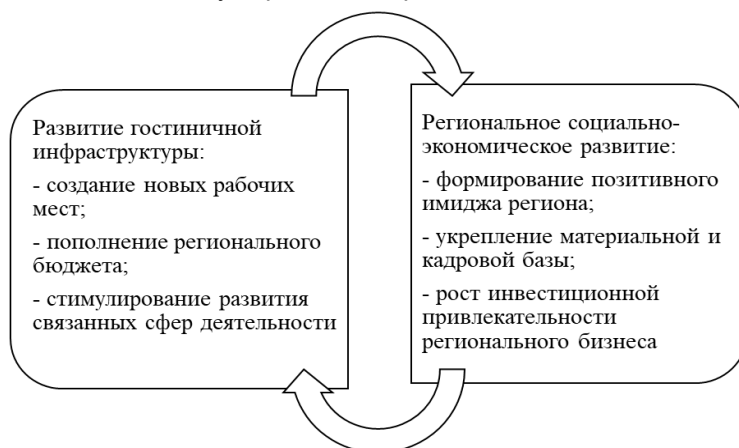 Развитие гостиничной
инфраструктуры:
- создание новых рабочих
мест;
- пополнение регионального
бюджета;
- стимулирование развития
связанных сфер деятельности
Региональное социально-
экономическое развитие:
- формирование позитивного
имиджа региона;
- укрепление материальной и
кадровой базы;
- рост инвестиционной
привлекательности
регионального бизнеса